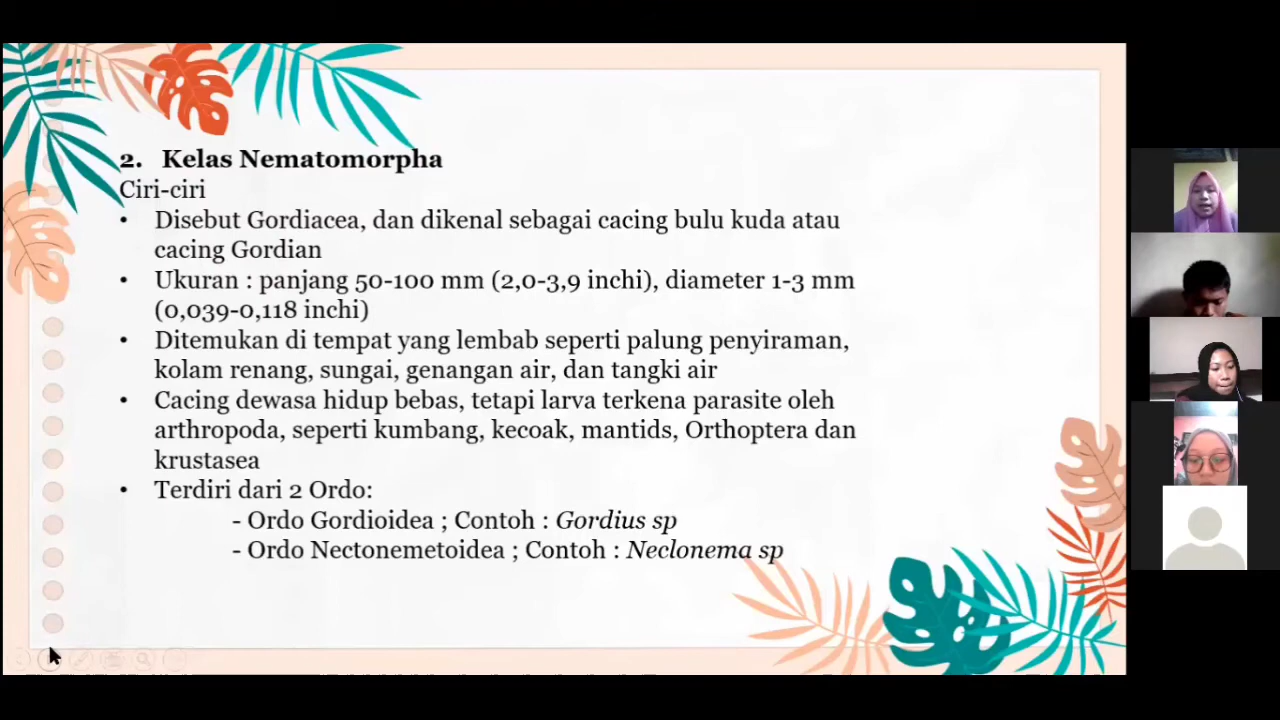 2. Kelas Nematomorpha
Ciri-ciri
• Disebut Gordiacea, dan dikenal sebagai cacing bulu kuda atau
cacing Gordian
• Ukuran : panjang 50-100 mm (2,0-3,9 inchi), diameter 1-3 mm
(0,039-0,118 inchi)
• Ditemukan di tempat yang lembab seperti palung penyiraman,
kolam renang, sungai, genangan air, dan tangki air
• Cacing dewasa hidup bebas, tetapi larva terkena parasite oleh
arthropoda, seperti kumbang, kecoak, mantids, Orthoptera dan
krustasea
• Terdiri dari 2 Ordo:
- Ordo Gordioidea ; Contoh : Gordius sp
- Ordo Nectonemetoidea ; Contoh : Neclonema sp